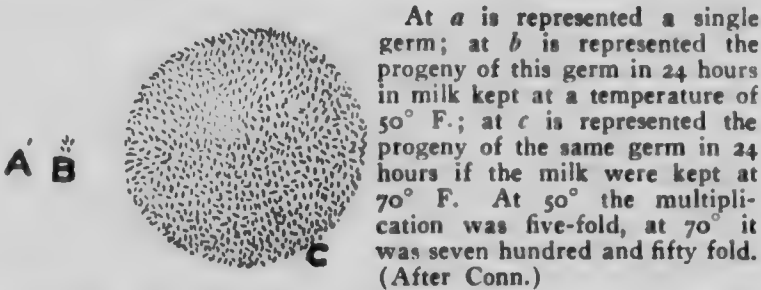 A B C
At a is represented a single
germ; at b is represented the
progeny of this germ in 24 hours
in milk kept at a temperature of
50° F.; at c is represented the
progeny of the same germ in 24
hours if the milk were kept at
70° F. At 50° the multipli-
cation was five-fold, at 70° it
was seven hundred and fifty fold.
(After Conn.)